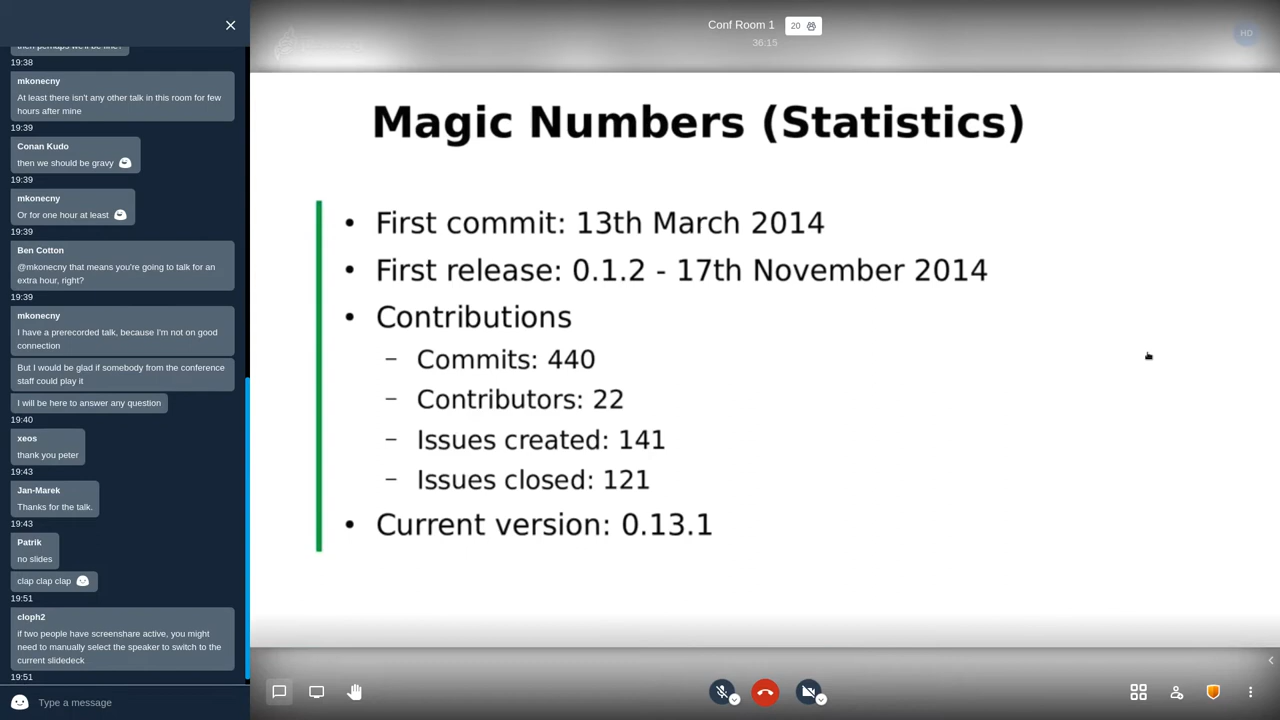 then perhaps we'll be fine?
19:38
mkonecny
At least there isn't any other talk in this room for few
hours after mine
19:39
Conan Kudo
then we should be gravy
19:39
mkonecny
Or for one hour at least
19:39
Ben Cotton
@mkonecny that means you're going to talk for an
extra hour, right?
19:39
mkonecny
I have a prerecorded talk, because I'm not on good
connection
But I would be glad if somebody from the conference
staff could play it
I will be here to answer any question
19:40
xeos
thank you peter
19:43
Jan-Marek
Thanks for the talk.
19:43
Patrik
no slides
clap clap clap
19:51
cloph2
if two people have screenshare active, you might
need to manually select the speaker to switch to the
current slidedeck
19:51
Type a message
Conf Room 1
20
36:15
HD
Magic Numbers (Statistics)
• First commit: 13th March 2014
• First release: 0.1.2 - 17th November 2014
• Contributions
– Commits: 440
– Contributors: 22
– Issues created: 141
– Issues closed: 121
• Current version: 0.13.1